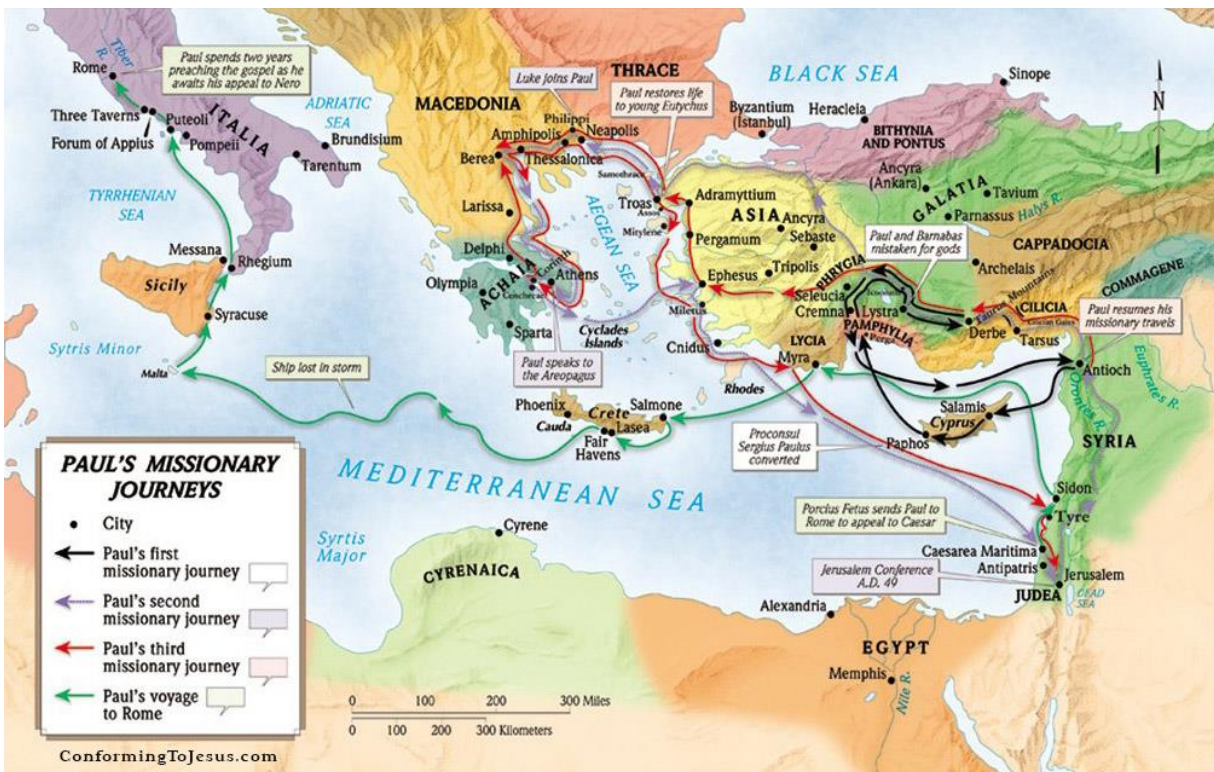 Tiber
R.
Rome
Paul spends two years
preaching the gospel as he
awaits his appeal to Nero
Three Taverns
Forum of Appius
Puteoli
Pompeii
ITALIA
ADRIATIC
SEA
Brundisium
Tarentum
TYRRHENIAN
SEA
Messana
Rhegium
Sicily
Syracuse
Sytris Minor
Malta
Ship lost in storm
MACEDONIA
Luke joins Paul
THRACE
Paul restores life
to young Eutychus
Philippi
Amphipolis
Neapolis
Berea
Thessalonica
Samothrace
Larissa
AEGEAN SEA
Delphi
ACHAIA
Corinth
Athens
Cenchreae
Olympia
Sparta
Cyclades
Islands
Paul speaks to
the Areopagus
BLACK SEA
Sinope
Byzantium
(Istanbul)
Heracleia
BITHYNIA
AND PONTUS
Ancyra
(Ankara)
GALATIA
Tavium
Parnassus
Halys R.
N
Troas
Assos
Mitylene
Adramyttium
ASIA
Ancyra
Sebaste
Pergamum
Tripolis
Ephesus
Miletus
Cnidus
Rhodes
PHRYGIA
Paul and Barnabas
mistaken for gods
CAPPADOCIA
Archelais
COMMAGENE
Seleucia
Cremna
Iconium
Lystra
Derbe
Taurus Mountains
CILICIA
Cilician Gates
Tarsus
Paul resumes his
missionary travels
PAMPHYLIA
Perga
LYCIA
Myra
Antioch
Orontes R.
Euphrates R.
SYRIA
Salamis
Cyprus
Paphos
Proconsul
Sergius Paulus
converted
Phoenix
Cauda
Crete
Salmone
Lasea
Fair
Havens
MEDITERRANEAN SEA
Sidon
Tyre
Porcius Fetus sends Paul to
Rome to appeal to Caesar
Caesarea Maritima
Antipatris
Jerusalem Conference
A.D. 49
Jerusalem
JUDEA
DEAD
SEA
Syrtis
Major
Cyrene
CYRENAICA
Alexandria
EGYPT
Memphis
Nile R.
PAUL'S MISSIONARY
JOURNEYS
City
Paul's first
missionary journey
Paul's second
missionary journey
Paul's third
missionary journey
Paul's voyage
to Rome
0 100 200 300 Miles
0 100 200 300 Kilometers
ConformingToJesus.com